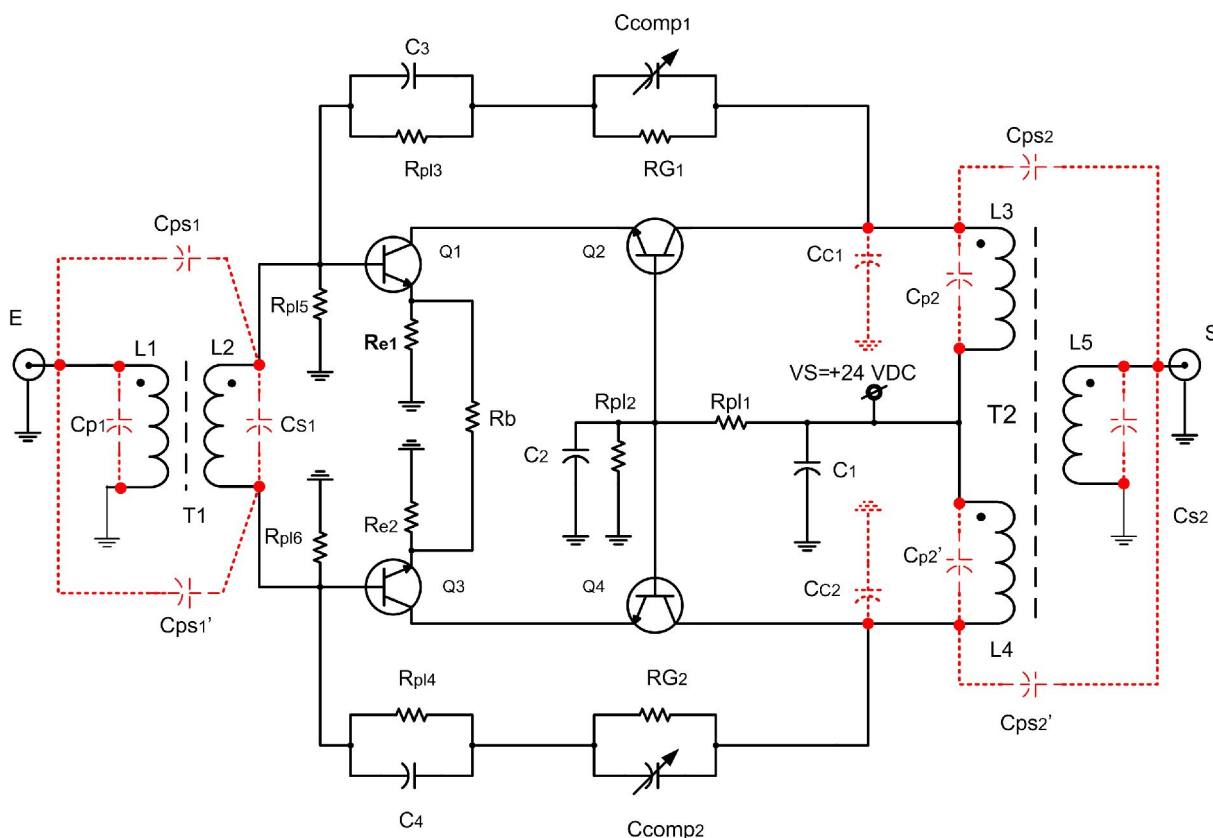 Ccomp1
C3
Rpl3
RG1
Cps2
Cps1
L3
Q1
Q2
CC1
Cp2
Rpl5
Re1
E
L1
L2
S
L5
VS=+24 VDC
Rpl2
Rpl1
Rb
T2
Cp1
CS1
C2
C1
T1
Re2
Cs2
Rpl6
Cp2’
Q3
Q4
CC2
Cps1’
L4
Rpl4
RG2
Cps2’
C4
Ccomp2